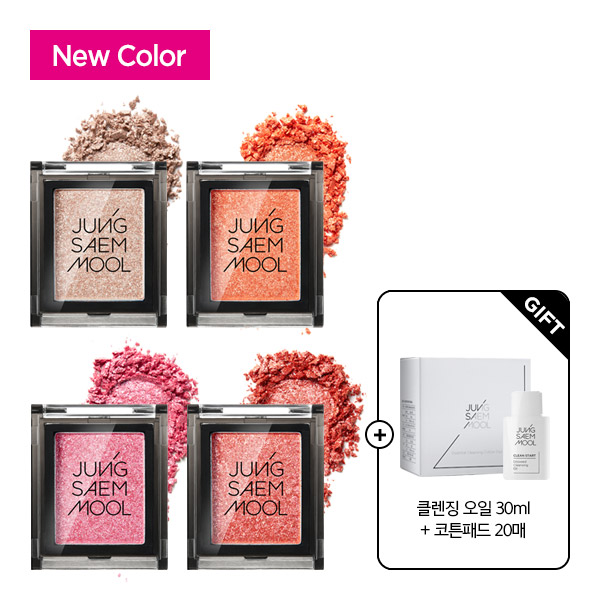 New Color
JUNG
SAEM
MOOL
JUNG
SAEM
MOOL
JUNG
SAEM
MOOL
JUNG
SAEM
MOOL
GIFT
+
JUNG
SAEM
MOOL
JUNG
SAEM
MOOL
CLEAN START
클렌징 오일 30ml
+ 코튼패드 20매